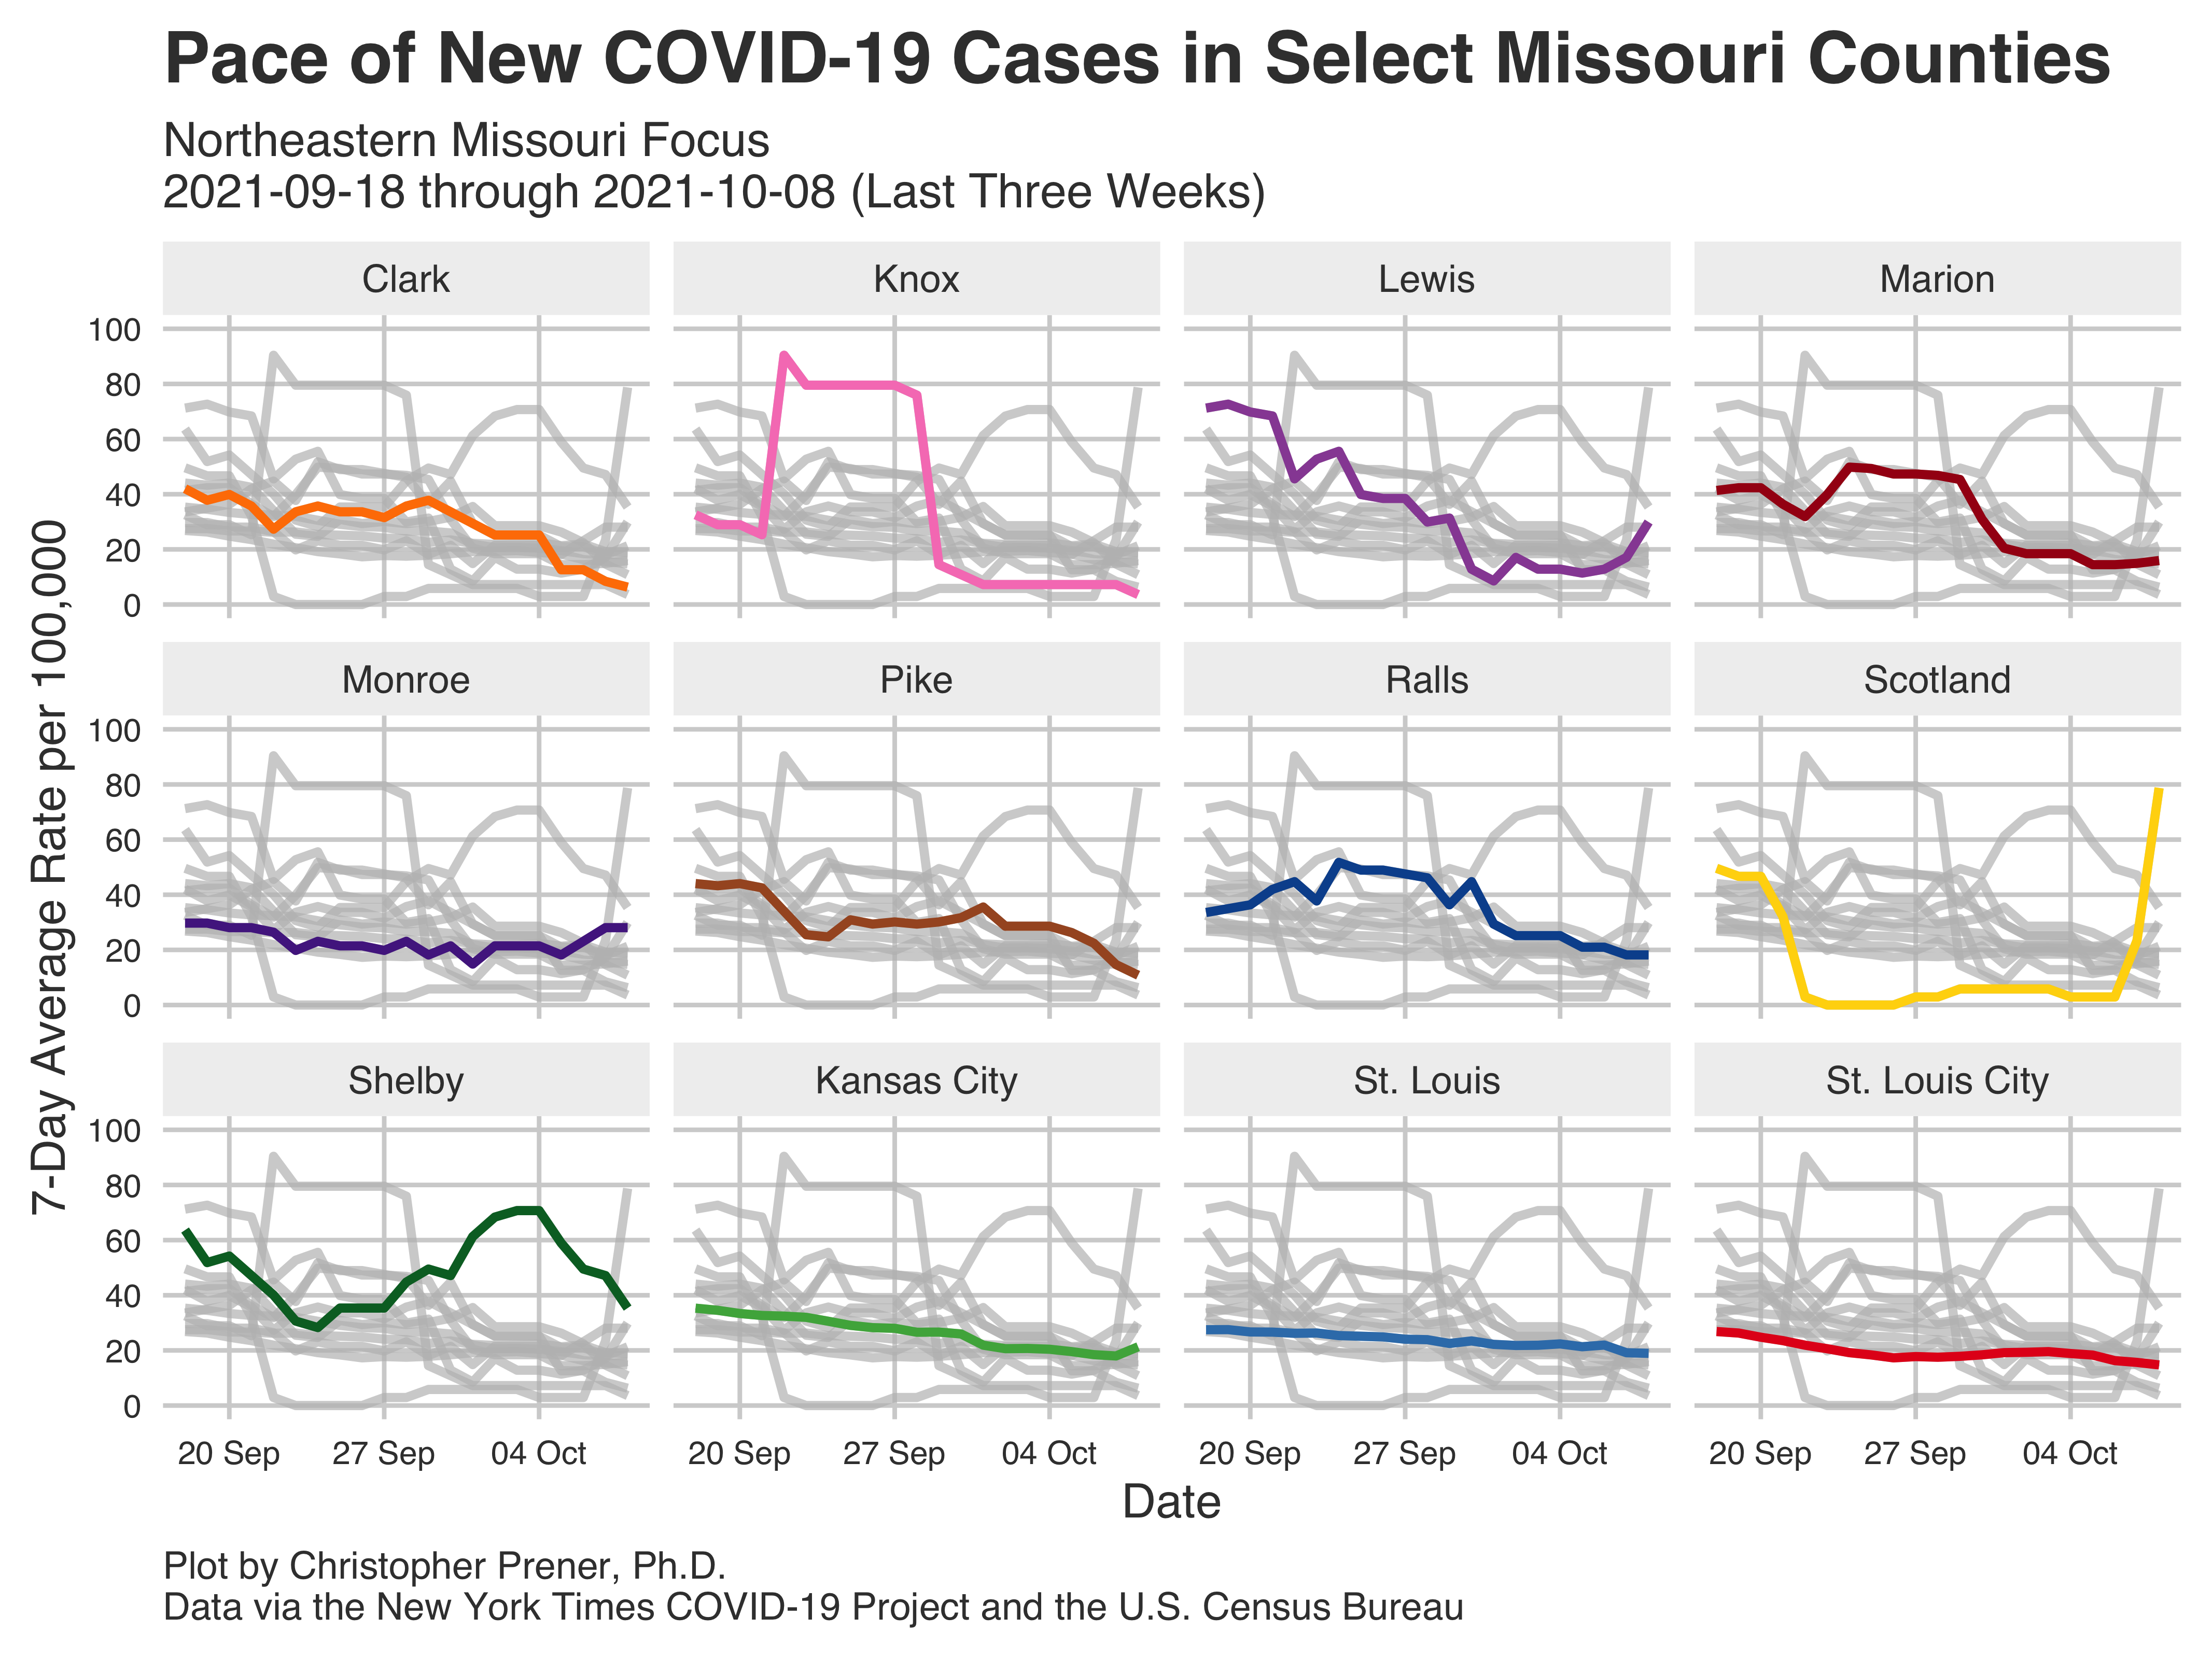 Pace of New COVID-19 Cases in Select Missouri Counties
Northeastern Missouri Focus
2021-09-18 through 2021-10-08 (Last Three Weeks)
7-Day Average Rate per 100,000
Clark
Knox
Lewis
Marion
100
80
60
40
20
0
Monroe
Pike
Ralls
Scotland
100
80
60
40
20
0
Shelby
Kansas City
St. Louis
St. Louis City
100
80
60
40
20
0
20 Sep 27 Sep 04 Oct
20 Sep 27 Sep 04 Oct
20 Sep 27 Sep 04 Oct
20 Sep 27 Sep 04 Oct
Date
Plot by Christopher Prener, Ph.D.
Data via the New York Times COVID-19 Project and the U.S. Census Bureau